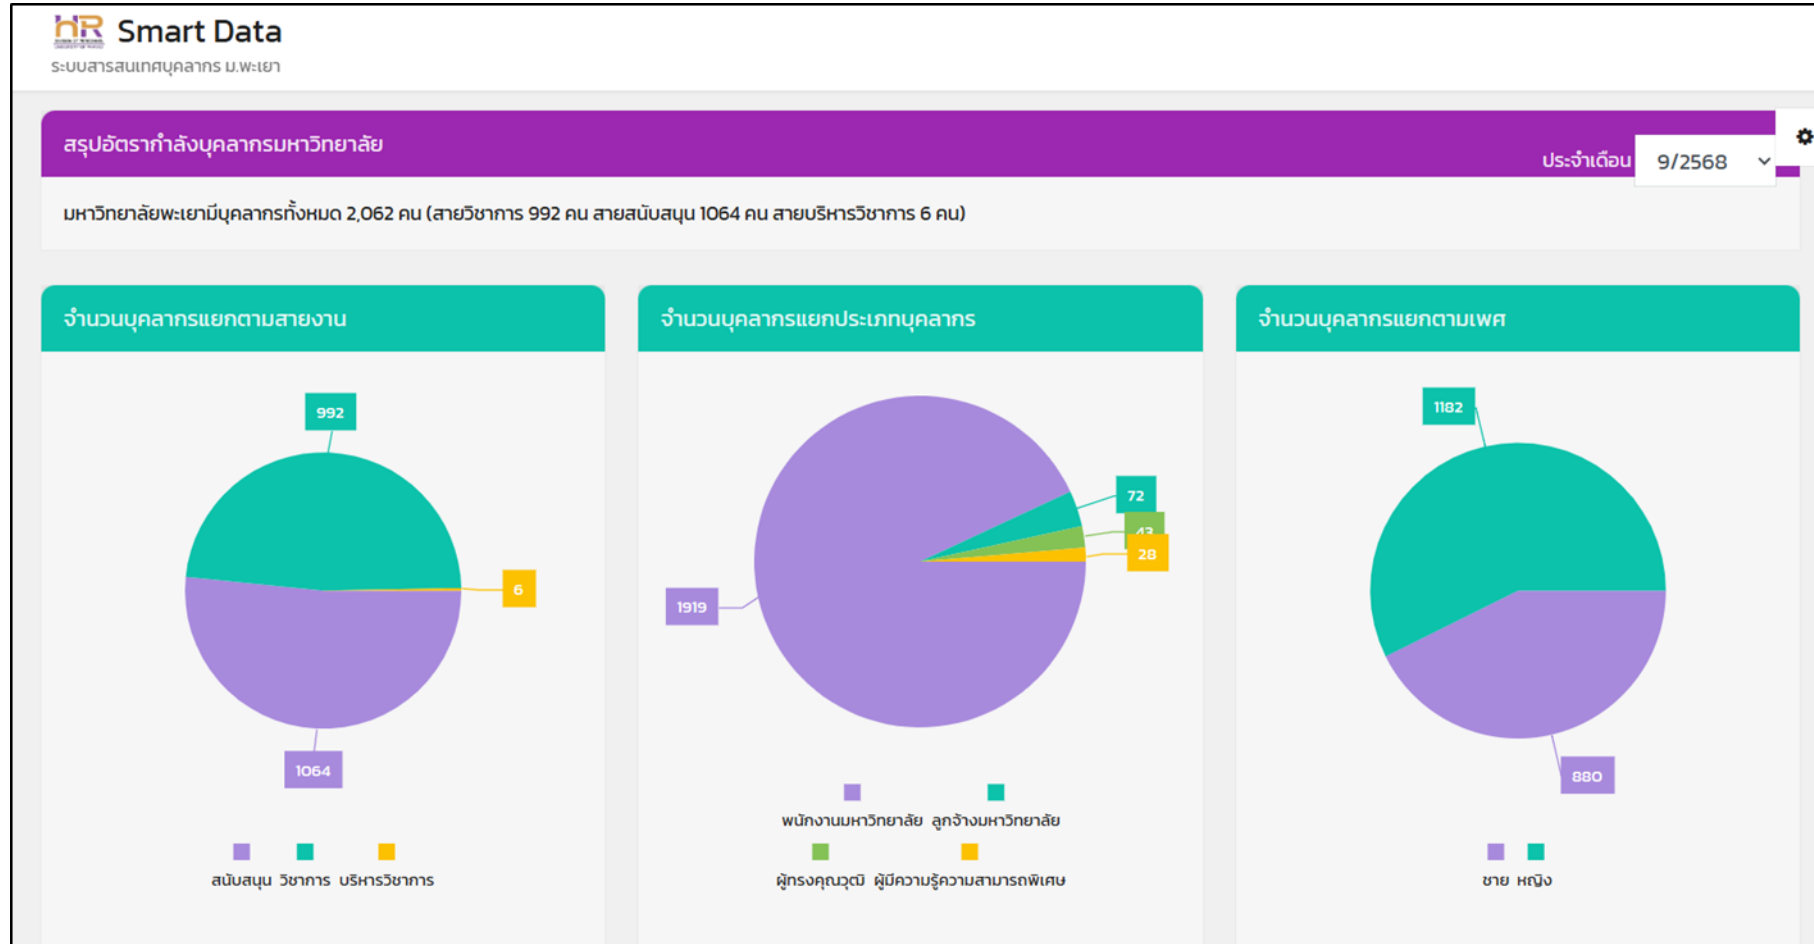 HR Smart Data
ระบบสารสนเทศบุคลากร ม.พะเยา
สรุปอัตรากำลังบุคลากรมหาวิทยาลัย
ประจำเดือน 9/2568
มหาวิทยาลัยพะเยามีบุคลากรทั้งหมด 2,062 คน (สายวิชาการ 992 คน สายสนับสนุน 1064 คน สายบริหารวิชาการ 6 คน)
จำนวนบุคลากรแยกตามสายงาน
992
6
1064
สนับสนุน วิชาการ บริหารวิชาการ
จำนวนบุคลากรแยกประเภทบุคลากร
72
43
28
1919
พนักงานมหาวิทยาลัย ลูกจ้างมหาวิทยาลัย
ผู้ทรงคุณวุฒิ ผู้มีความรู้ความสามารถพิเศษ
จำนวนบุคลากรแยกตามเพศ
1182
880
ชาย หญิง